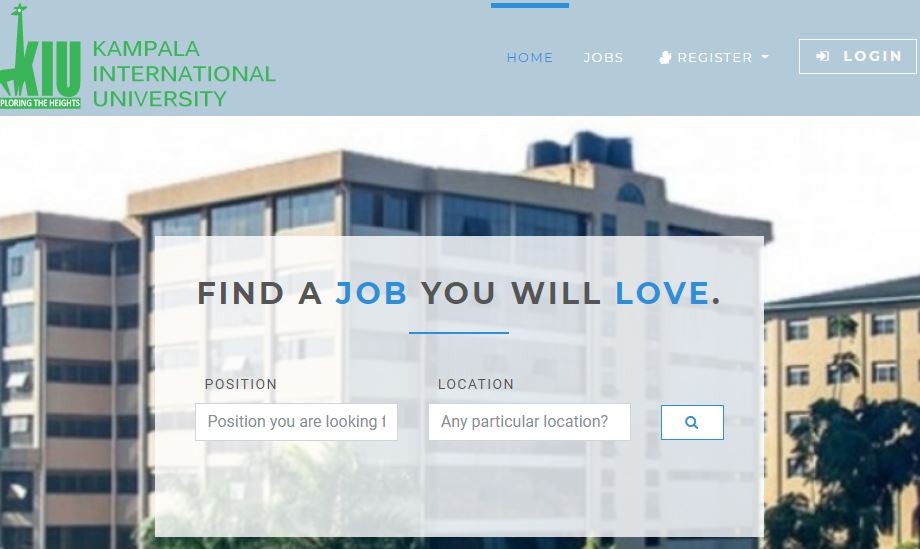 KIU
PLORING THE HEIGHTS
KAMPALA
INTERNATIONAL
UNIVERSITY
HOME JOBS REGISTER LOGIN
FIND A JOB YOU WILL LOVE.
POSITION LOCATION
Position you are looking f Any particular location?